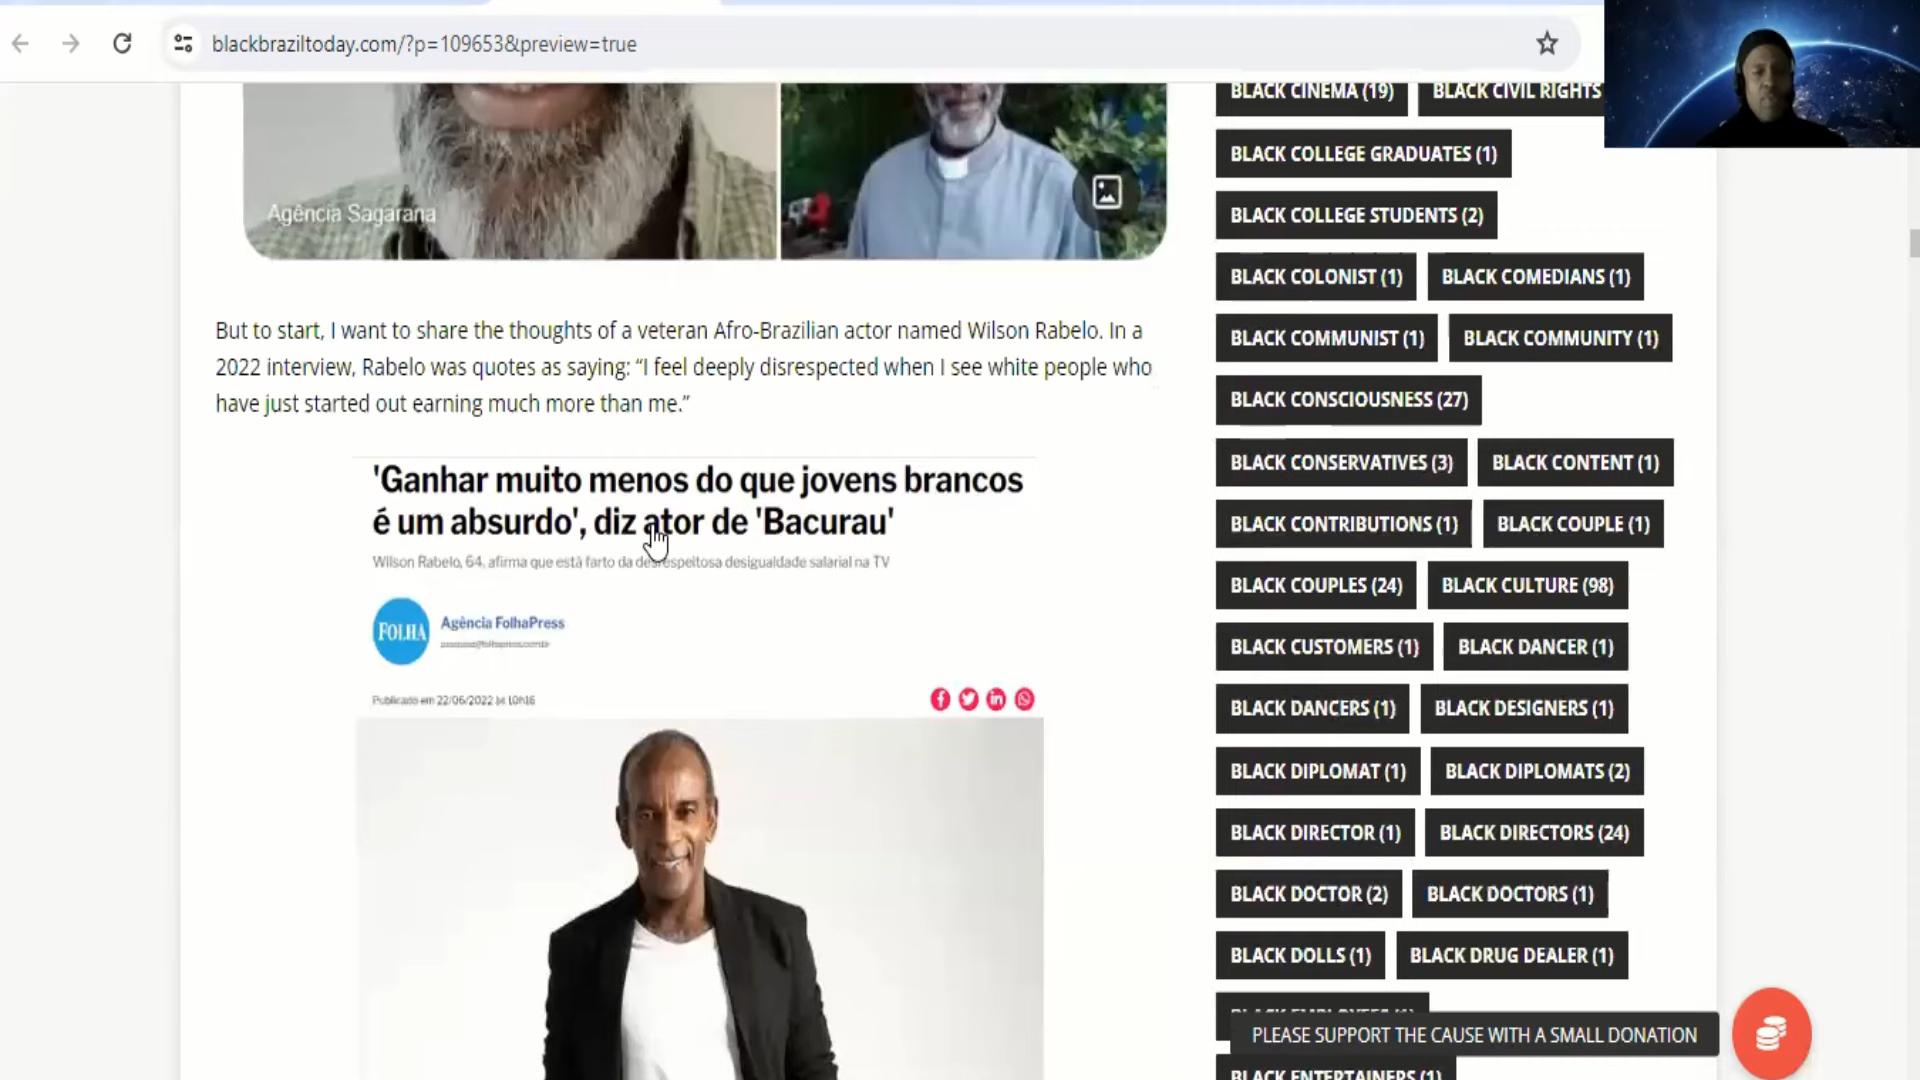 blackbraziltoday.com/?p=109653&preview=true
Agência Sagarana
But to start, I want to share the thoughts of a veteran Afro-Brazilian actor named Wilson Rabelo. In a
2022 interview, Rabelo was quotes as saying: “I feel deeply disrespected when I see white people who
have just started out earning much more than me.”
'Ganhar muito menos do que jovens brancos
é um absurdo', diz ator de 'Bacurau'
Wilson Rabelo, 64, afirma que está farto da desrespeitosa desigualdade salarial na TV
FOLHA
Agência FolhaPress
Publicado em 22/06/2022 às 10h16
BLACK CINEMA (19) BLACK CIVIL RIGHTS
BLACK COLLEGE GRADUATES (1)
BLACK COLLEGE STUDENTS (2)
BLACK COLONIST (1) BLACK COMEDIANS (1)
BLACK COMMUNIST (1) BLACK COMMUNITY (1)
BLACK CONSCIOUSNESS (27)
BLACK CONSERVATIVES (3) BLACK CONTENT (1)
BLACK CONTRIBUTIONS (1) BLACK COUPLE (1)
BLACK COUPLES (24) BLACK CULTURE (98)
BLACK CUSTOMERS (1) BLACK DANCER (1)
BLACK DANCERS (1) BLACK DESIGNERS (1)
BLACK DIPLOMAT (1) BLACK DIPLOMATS (2)
BLACK DIRECTOR (1) BLACK DIRECTORS (24)
BLACK DOCTOR (2) BLACK DOCTORS (1)
BLACK DOLLS (1) BLACK DRUG DEALER (1)
PLEASE SUPPORT THE CAUSE WITH A SMALL DONATION
BLACK ENTERTAINERS (1)